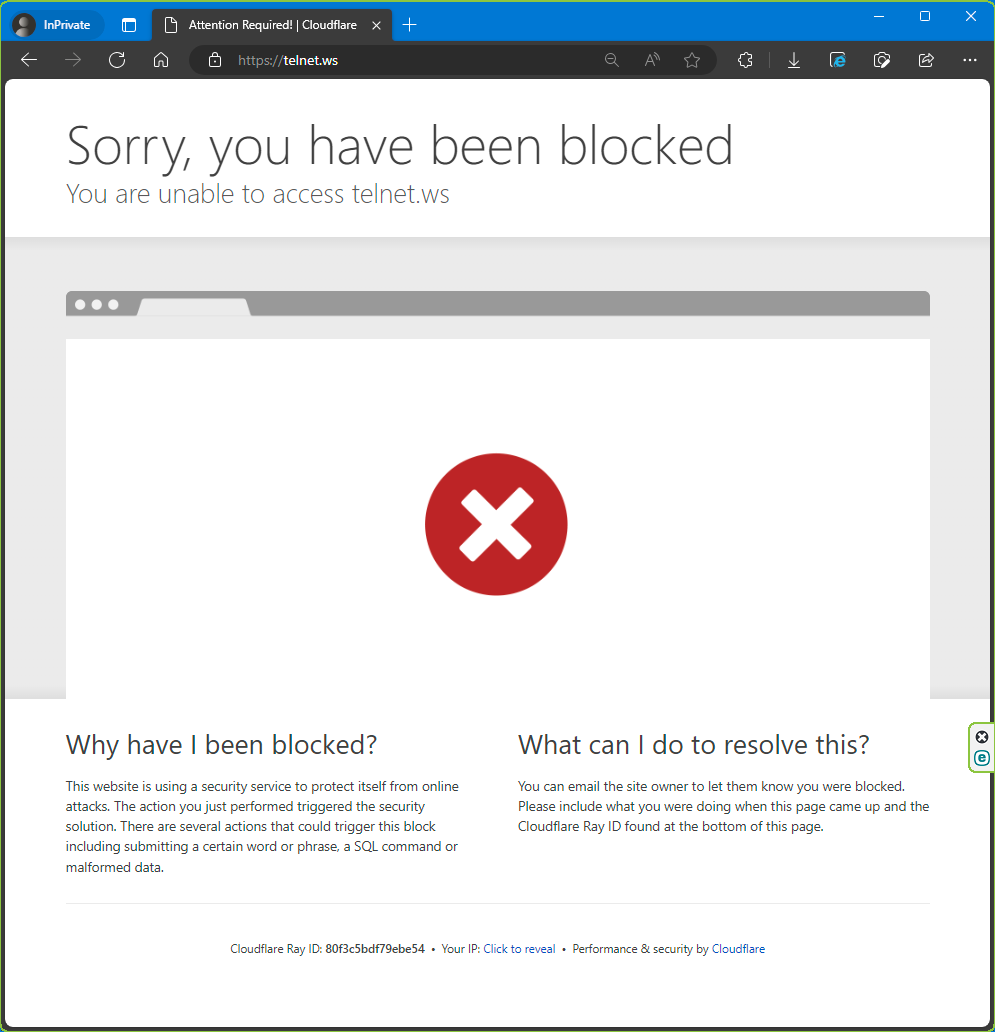 InPrivate
Attention Required! | Cloudflare
https://telnet.ws
Sorry, you have been blocked
You are unable to access telnet.ws
Why have I been blocked?
This website is using a security service to protect itself from online
attacks. The action you just performed triggered the security
solution. There are several actions that could trigger this block
including submitting a certain word or phrase, a SQL command or
malformed data.
What can I do to resolve this?
You can email the site owner to let them know you were blocked.
Please include what you were doing when this page came up and the
Cloudflare Ray ID found at the bottom of this page.
Cloudflare Ray ID: 80f3c5bdf79ebe54 • Your IP: Click to reveal • Performance & security by Cloudflare